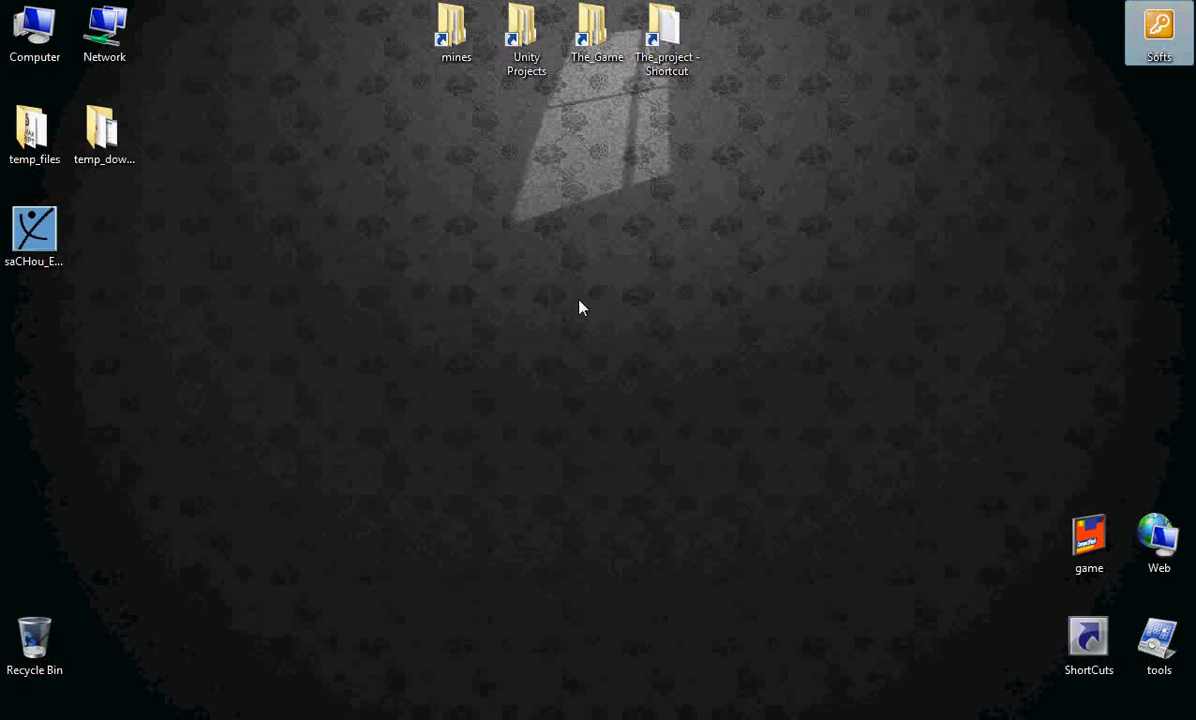 Computer
Network
mines
Unity
Projects
The_Game
The_project -
Shortcut
Softs
temp_files
temp_dow...
saCHou_E...
game
Web
Recycle Bin
ShortCuts
tools